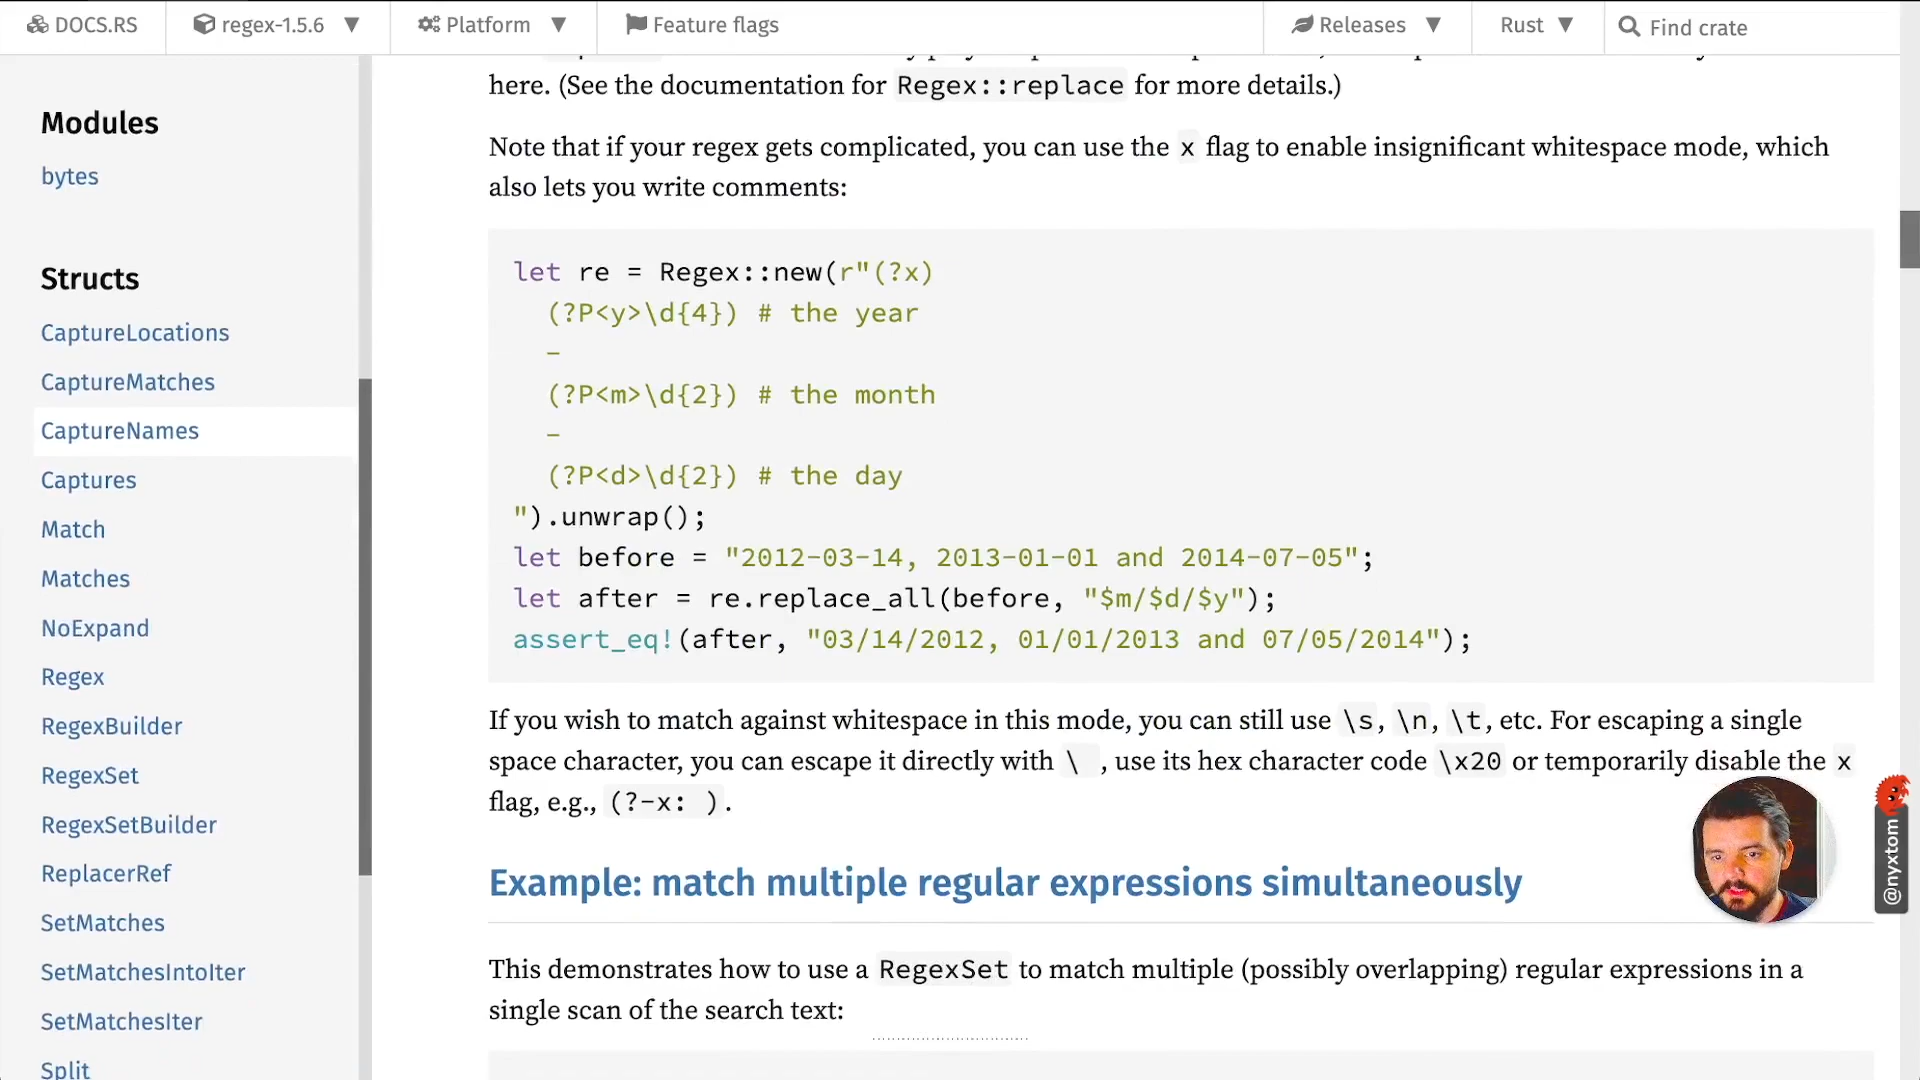 DOCS.RS
regex-1.5.6
Platform
Feature flags
Releases
Rust
Find crate
Modules
bytes
Structs
CaptureLocations
CaptureMatches
CaptureNames
Captures
Match
Matches
NoExpand
Regex
RegexBuilder
RegexSet
RegexSetBuilder
ReplacerRef
SetMatches
SetMatchesIntoIter
SetMatchesIter
Split
here. (See the documentation for Regex::replace for more details.)
Note that if your regex gets complicated, you can use the x flag to enable insignificant whitespace mode, which
also lets you write comments:
let re = Regex::new(r"(?x)
(?P<y>\d{4}) # the year
-
(?P<m>\d{2}) # the month
-
(?P<d>\d{2}) # the day
").unwrap();
let before = "2012-03-14, 2013-01-01 and 2014-07-05";
let after = re.replace_all(before, "$m/$d/$y");
assert_eq!(after, "03/14/2012, 01/01/2013 and 07/05/2014");
If you wish to match against whitespace in this mode, you can still use \s, \n, \t, etc. For escaping a single
space character, you can escape it directly with \ , use its hex character code \x20 or temporarily disable the x
flag, e.g., (?-x: ).
Example: match multiple regular expressions simultaneously
This demonstrates how to use a RegexSet to match multiple (possibly overlapping) regular expressions in a
single scan of the search text:
@nyxtom